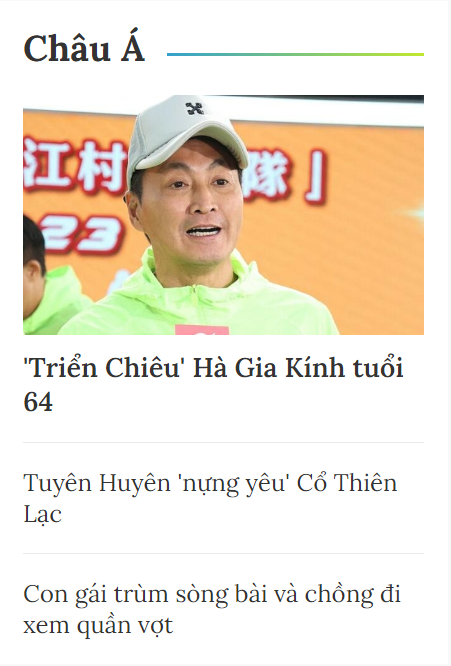 Châu Á
江村
隊」
23
'Triển Chiêu' Hà Gia Kính tuổi
64
Tuyên Huyên 'nựng yêu' Cổ Thiên
Lạc
Con gái trùm sòng bài và chồng đi
xem quần vợt